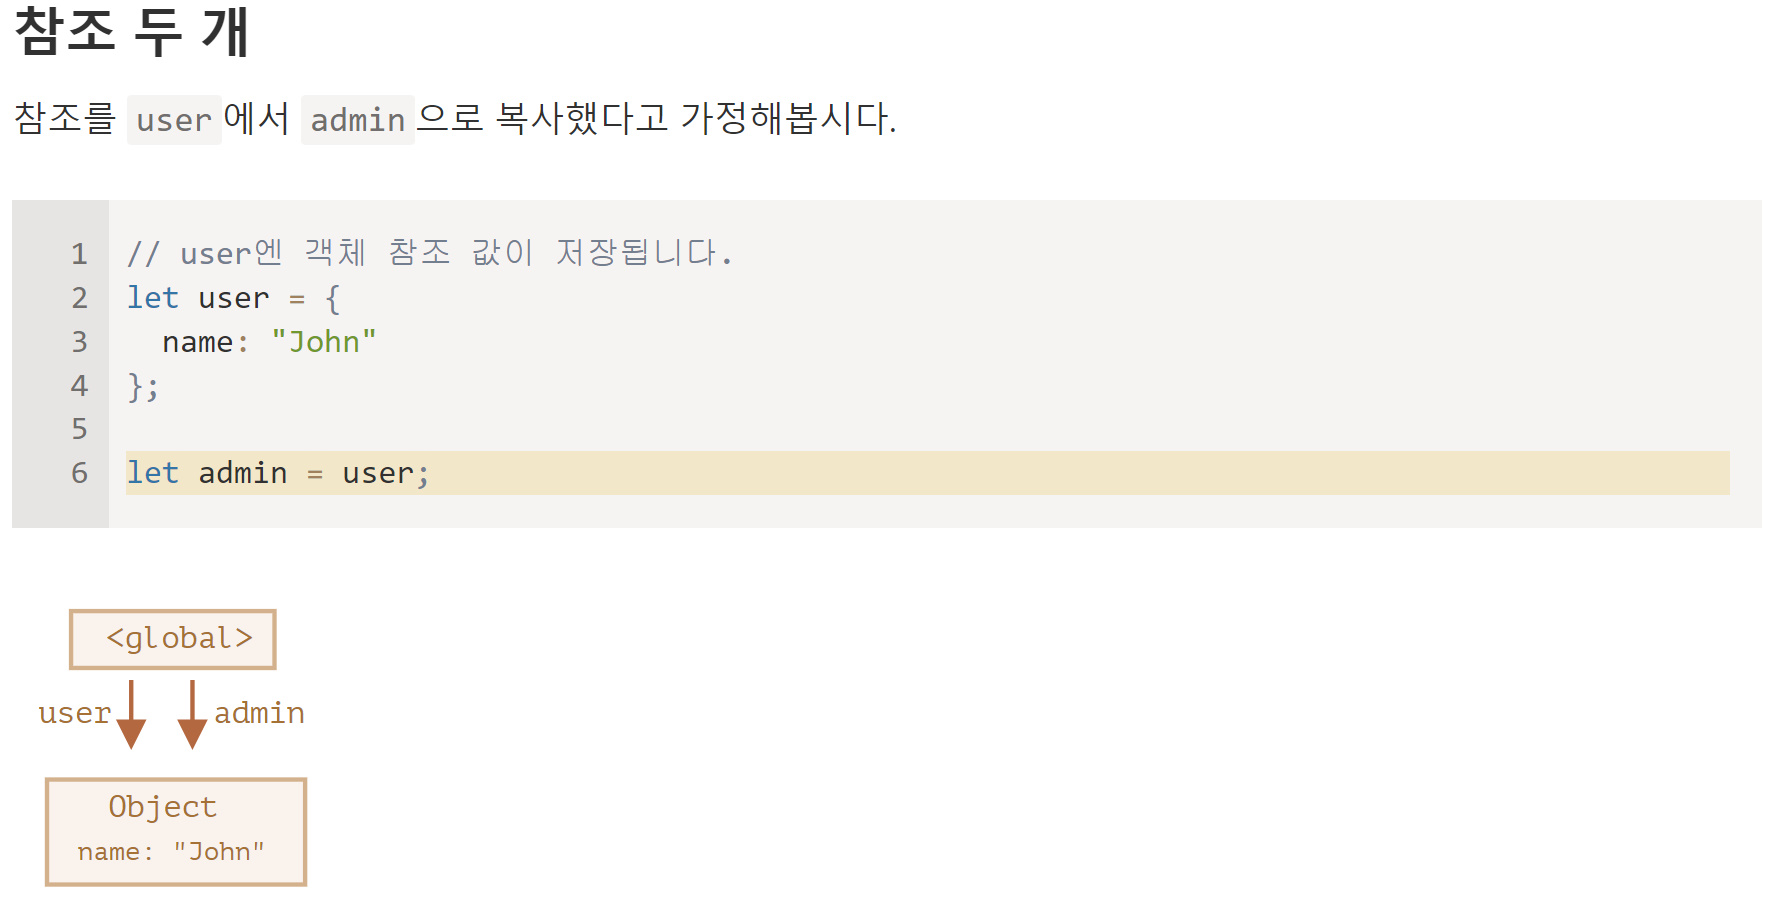 참조 두 개
참조를 user에서 admin으로 복사했다고 가정해봅시다.
1 // user엔 객체 참조 값이 저장됩니다.
2 let user = {
3   name: "John"
4 };
5
6 let admin = user;
<global>
user admin
Object
name: "John"